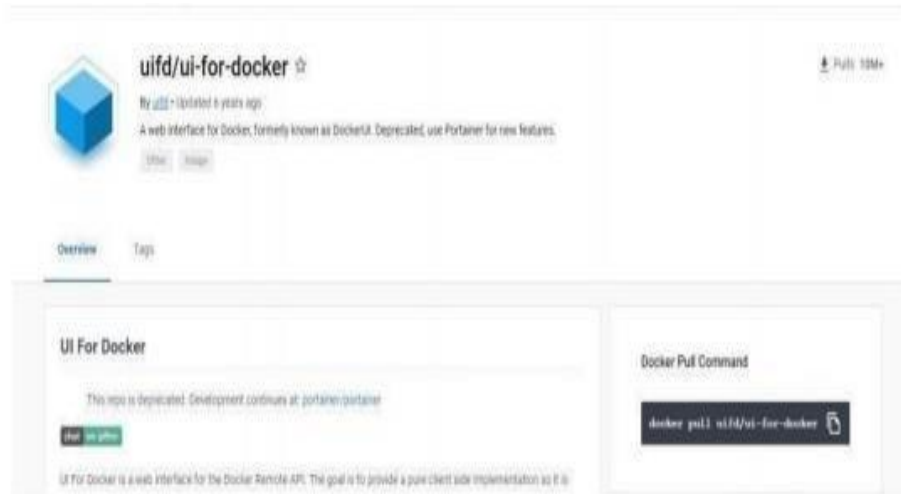 uifd/ui-for-docker
Pulls 10M+
By uifd • Updated 6 years ago
A web interface for Docker, formerly known as DockerUI. Deprecated, use Portainer for new features.
Image
Overview
Tags
UI For Docker
Docker Pull Command
This repo is deprecated. Development continues at: portainer/portainer
docker pull uifd/ui-for-docker
chat on gitter
UI For Docker is a web interface for the Docker Remote API. The goal is to provide a pure client side implementation so it is